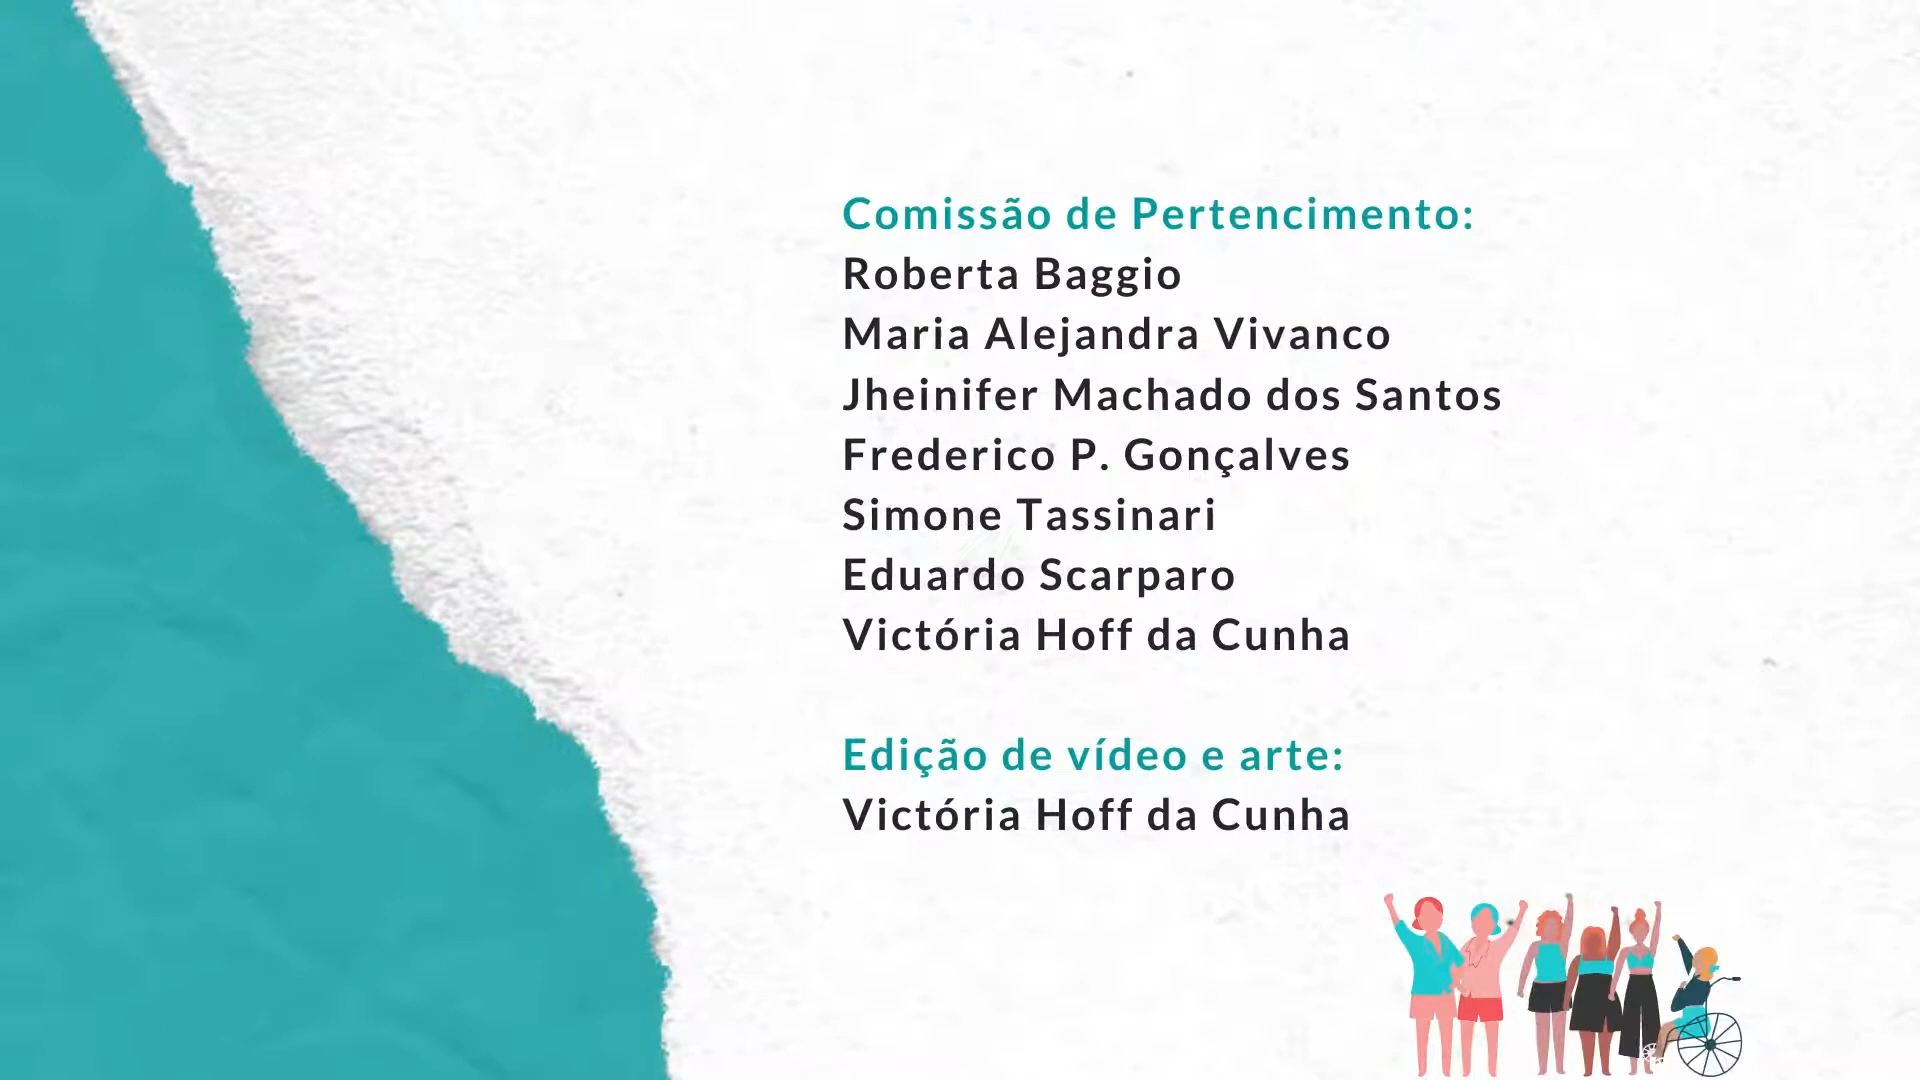 Comissão de Pertencimento:
Roberta Baggio
Maria Alejandra Vivanco
Jheinifer Machado dos Santos
Frederico P. Gonçalves
Simone Tassinari
Eduardo Scarparo
Victória Hoff da Cunha
Edição de vídeo e arte:
Victória Hoff da Cunha